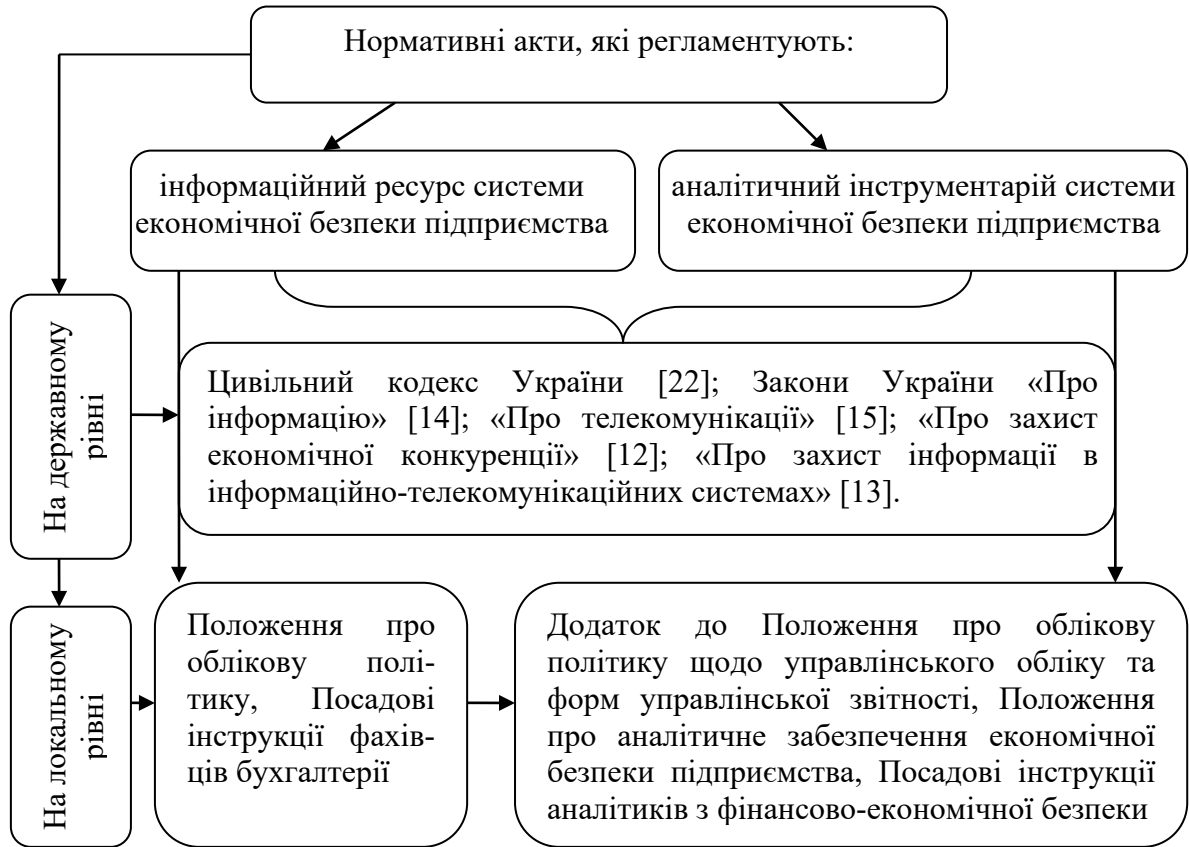 Нормативні акти, які регламентують:
інформаційний ресурс системи
економічної безпеки підприємства
аналітичний інструментарій системи
економічної безпеки підприємства
На державному
рівні
Цивільний кодекс України [22]; Закони України «Про
інформацію» [14]; «Про телекомунікації» [15]; «Про захист
економічної конкуренції» [12]; «Про захист інформації в
інформаційно-телекомунікаційних системах» [13].
На локальному
рівні
Положення про
облікову полі-
тику, Посадові
інструкції фахів-
ців бухгалтерії
Додаток до Положення про облікову
політику щодо управлінського обліку та
форм управлінської звітності, Положення
про аналітичне забезпечення економічної
безпеки підприємства, Посадові інструкції
аналітиків з фінансово-економічної безпеки